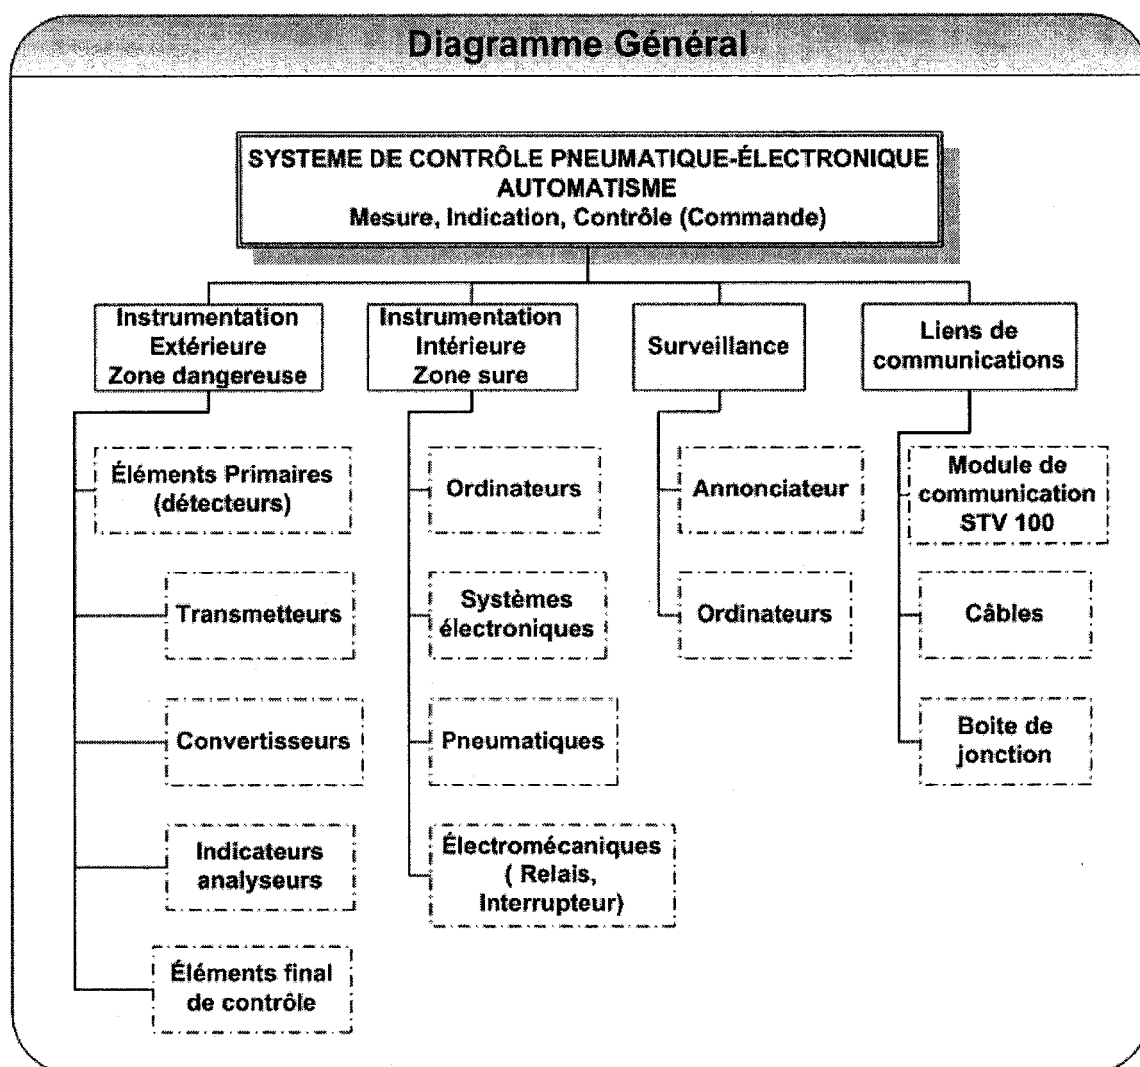 Diagramme Général
SYSTEME DE CONTRÔLE PNEUMATIQUE-ÉLECTRONIQUE
AUTOMATISME
Mesure, Indication, Contrôle (Commande)
Instrumentation
Extérieure
Zone dangereuse
Instrumentation
Intérieure
Zone sure
Surveillance
Liens de
communications
Éléments Primaires
(détecteurs)
Transmetteurs
Convertisseurs
Indicateurs
analyseurs
Éléments final
de contrôle
Ordinateurs
Systèmes
électroniques
Pneumatiques
Électromécaniques
( Relais,
Interrupteur)
Annonciateur
Ordinateurs
Module de
communication
STV 100
Câbles
Boite de
jonction